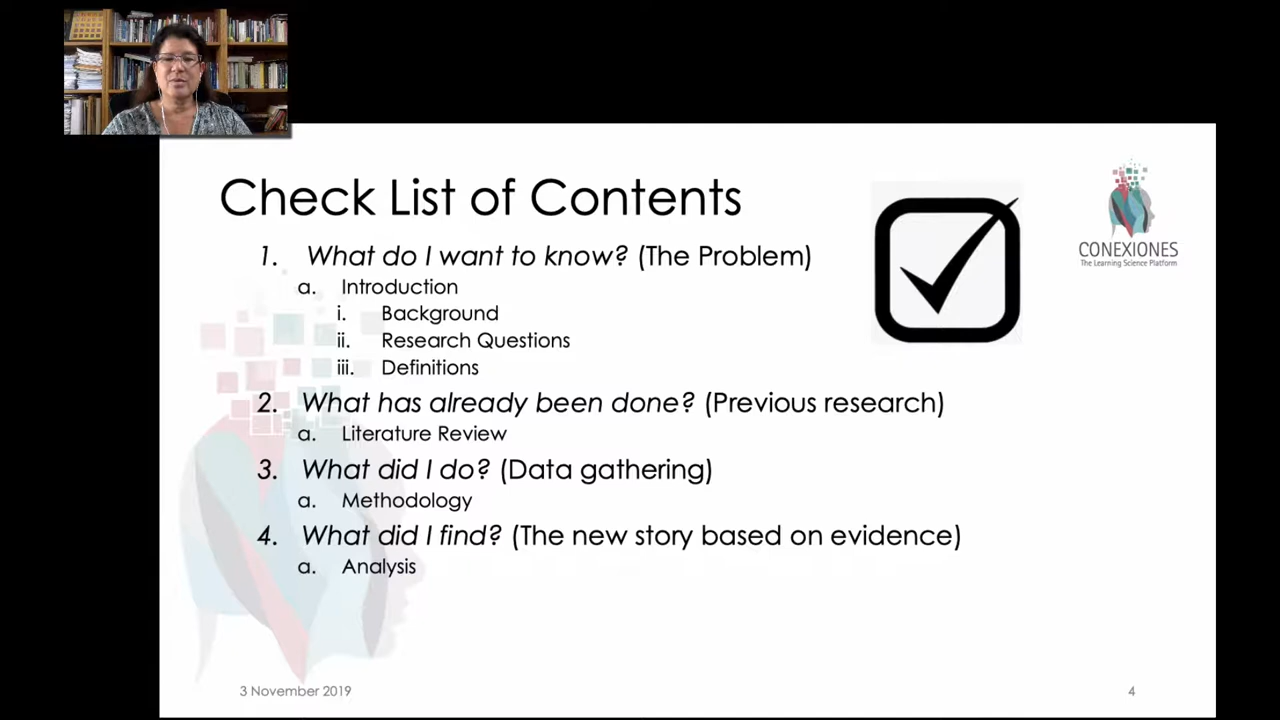 Check List of Contents
CONEXIONES
The Learning Science Platform
1. What do I want to know? (The Problem)
a. Introduction
i. Background
ii. Research Questions
iii. Definitions
2. What has already been done? (Previous research)
a. Literature Review
3. What did I do? (Data gathering)
a. Methodology
4. What did I find? (The new story based on evidence)
a. Analysis
3 November 2019
4